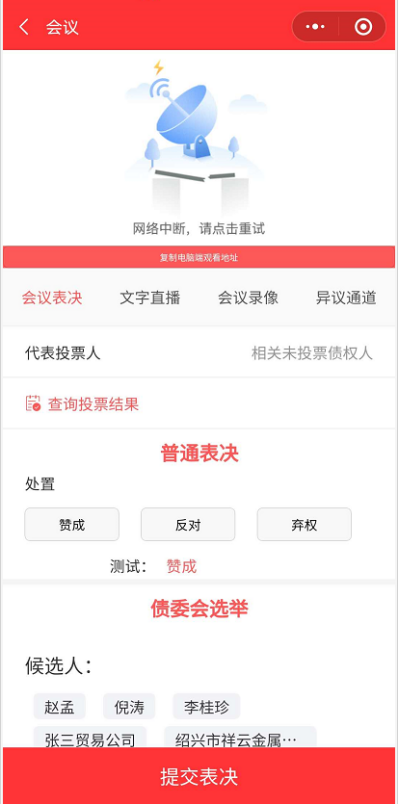 会议
网络中断，请点击重试
复制电脑端观看地址
会议表决 文字直播 会议录像 异议通道
代表投票人 相关未投票债权人
查询投票结果
普通表决
处置
赞成 反对 弃权
测试： 赞成
债委会选举
候选人：
赵孟 倪涛 李桂珍
张三贸易公司 绍兴市祥云金属···
提交表决